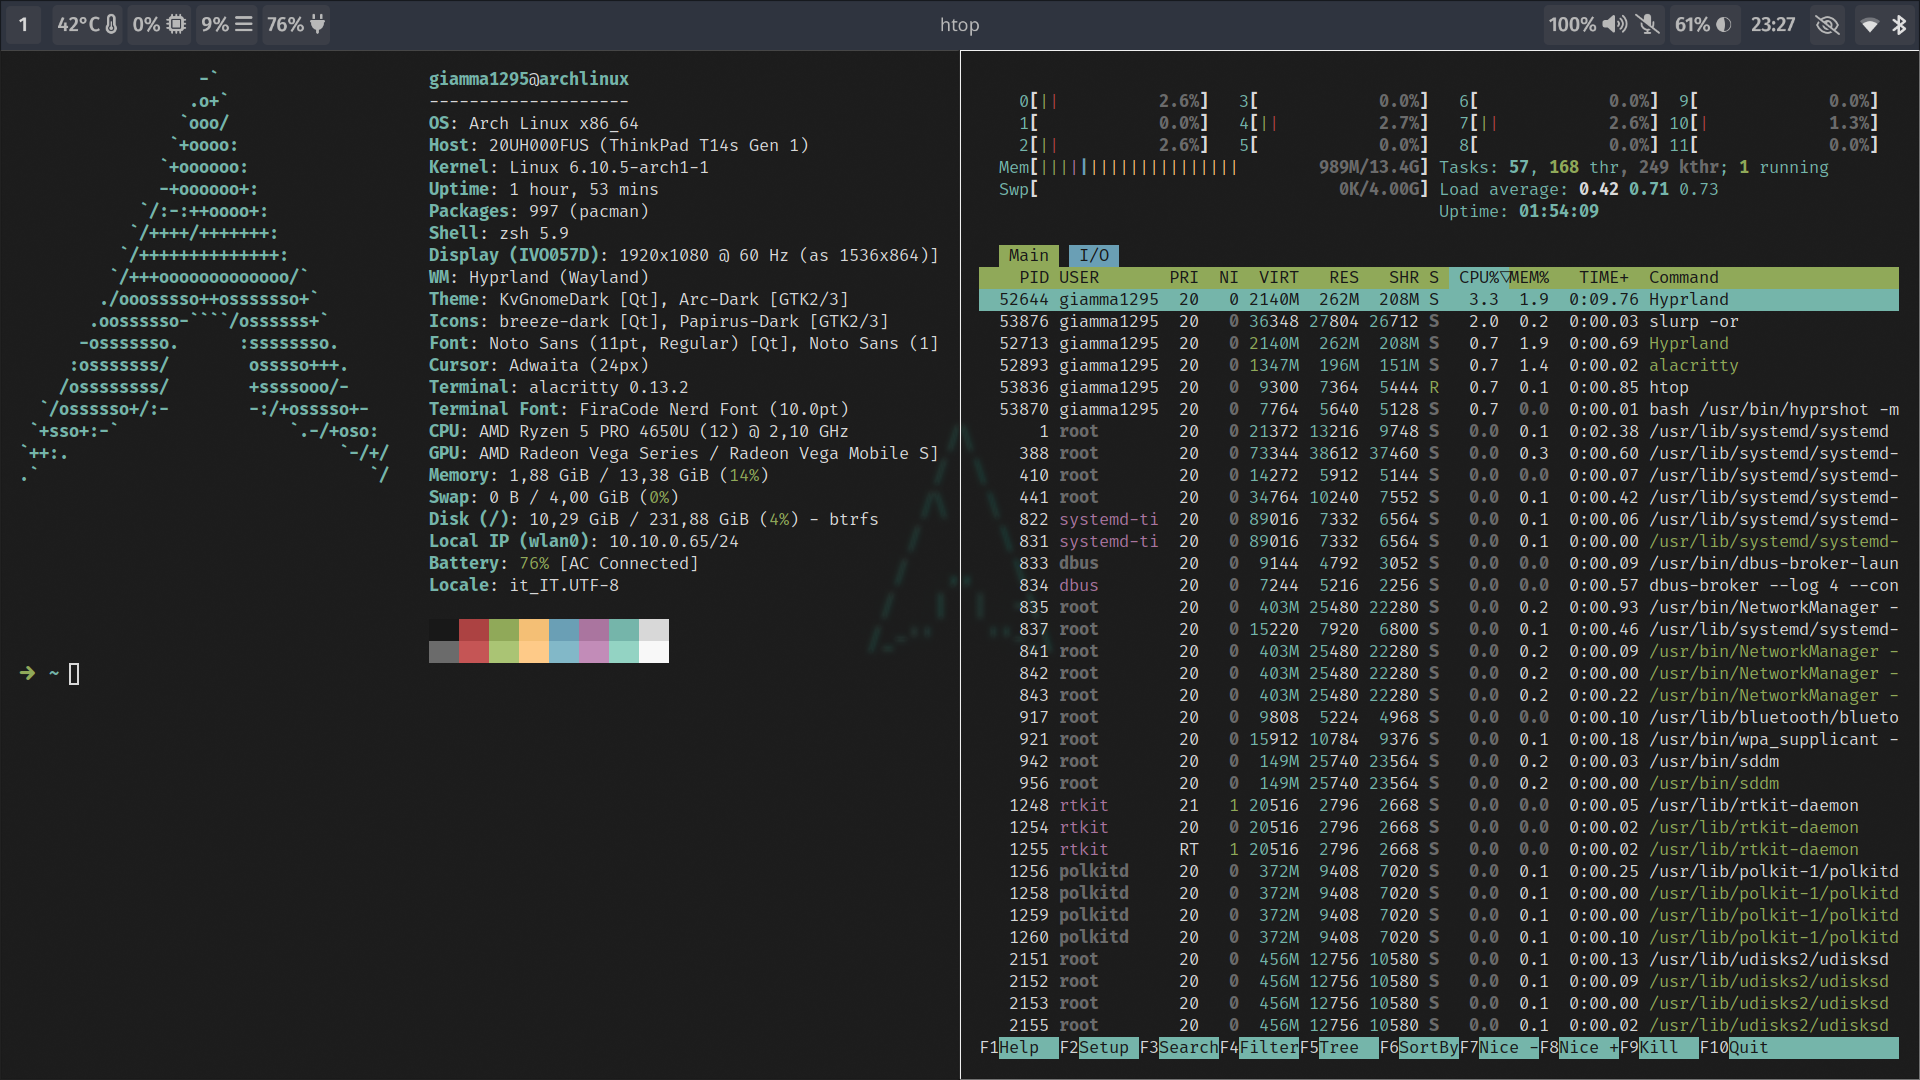 1 42°C 0% 9% 76% htop 100% 61% 23:27
-`
.o+`
`ooo/
`+oooo:
`+oooooo:
-+oooooo+:
`/:-:++oooo+:
`/++++/+++++++:
`/++++++++++++++:
`/+++ooooooooooooo/`
./ooosssso++osssssso+`
.oossssso-````/ossssss+`
-osssssso. :ssssssso.
:osssssss/ osssso+++.
/ossssssss/ +ssssooo/-
`/ossssso+/:- -:/+osssso+-
`+sso+:-` `.-/+oso:
`++:. `-/+/
.` `/
giamma1295@archlinux
--------------------
OS: Arch Linux x86_64
Host: 20UH000FUS (ThinkPad T14s Gen 1)
Kernel: Linux 6.10.5-arch1-1
Uptime: 1 hour, 53 mins
Packages: 997 (pacman)
Shell: zsh 5.9
Display (IVO057D): 1920x1080 @ 60 Hz (as 1536x864)]
WM: Hyprland (Wayland)
Theme: KvGnomeDark [Qt], Arc-Dark [GTK2/3]
Icons: breeze-dark [Qt], Papirus-Dark [GTK2/3]
Font: Noto Sans (11pt, Regular) [Qt], Noto Sans (1]
Cursor: Adwaita (24px)
Terminal: alacritty 0.13.2
Terminal Font: FiraCode Nerd Font (10.0pt)
CPU: AMD Ryzen 5 PRO 4650U (12) @ 2,10 GHz
GPU: AMD Radeon Vega Series / Radeon Vega Mobile S]
Memory: 1,88 GiB / 13,38 GiB (14%)
Swap: 0 B / 4,00 GiB (0%)
Disk (/): 10,29 GiB / 231,88 GiB (4%) - btrfs
Local IP (wlan0): 10.10.0.65/24
Battery: 76% [AC Connected]
Locale: it_IT.UTF-8
➜ ~
0[|| 2.6%] 3[ 0.0%] 6[ 0.0%] 9[ 0.0%]
1[ 0.0%] 4[|| 2.7%] 7[|| 2.6%] 10[| 1.3%]
2[|| 2.6%] 5[ 0.0%] 8[ 0.0%] 11[ 0.0%]
Mem[|||||||||||||||||||| 989M/13.4G] Tasks: 57, 168 thr, 249 kthr; 1 running
Swp[ 0K/4.00G] Load average: 0.42 0.71 0.73
Uptime: 01:54:09
Main I/O
PID USER PRI NI VIRT RES SHR S CPU%▽MEM% TIME+ Command
52644 giamma1295 20 0 2140M 262M 208M S 3.3 1.9 0:09.76 Hyprland
53876 giamma1295 20 0 36348 27804 26712 S 2.0 0.2 0:00.03 slurp -or
52713 giamma1295 20 0 2140M 262M 208M S 0.7 1.9 0:00.69 Hyprland
52893 giamma1295 20 0 1347M 196M 151M S 0.7 1.4 0:00.02 alacritty
53836 giamma1295 20 0 9300 7364 5444 R 0.7 0.1 0:00.85 htop
53870 giamma1295 20 0 7764 5640 5128 S 0.7 0.0 0:00.01 bash /usr/bin/hyprshot -m
1 root 20 0 21372 13216 9748 S 0.0 0.1 0:02.38 /usr/lib/systemd/systemd
388 root 20 0 73344 38612 37460 S 0.0 0.3 0:00.60 /usr/lib/systemd/systemd-
410 root 20 0 14272 5912 5144 S 0.0 0.0 0:00.07 /usr/lib/systemd/systemd-
441 root 20 0 34764 10240 7552 S 0.0 0.1 0:00.42 /usr/lib/systemd/systemd-
822 systemd-ti 20 0 89016 7332 6564 S 0.0 0.1 0:00.06 /usr/lib/systemd/systemd-
831 systemd-ti 20 0 89016 7332 6564 S 0.0 0.1 0:00.00 /usr/lib/systemd/systemd-
833 dbus 20 0 9144 4792 3052 S 0.0 0.0 0:00.09 /usr/bin/dbus-broker-laun
834 dbus 20 0 7244 5216 2256 S 0.0 0.0 0:00.57 dbus-broker --log 4 --con
835 root 20 0 403M 25480 22280 S 0.0 0.2 0:00.93 /usr/bin/NetworkManager -
837 root 20 0 15220 7920 6800 S 0.0 0.1 0:00.46 /usr/lib/systemd/systemd-
841 root 20 0 403M 25480 22280 S 0.0 0.2 0:00.09 /usr/bin/NetworkManager -
842 root 20 0 403M 25480 22280 S 0.0 0.2 0:00.00 /usr/bin/NetworkManager -
843 root 20 0 403M 25480 22280 S 0.0 0.2 0:00.22 /usr/bin/NetworkManager -
917 root 20 0 9808 5224 4968 S 0.0 0.0 0:00.10 /usr/lib/bluetooth/blueto
921 root 20 0 15912 10784 9376 S 0.0 0.1 0:00.18 /usr/bin/wpa_supplicant -
942 root 20 0 149M 25740 23564 S 0.0 0.2 0:00.03 /usr/bin/sddm
956 root 20 0 149M 25740 23564 S 0.0 0.2 0:00.00 /usr/bin/sddm
1248 rtkit 21 1 20516 2796 2668 S 0.0 0.0 0:00.05 /usr/lib/rtkit-daemon
1254 rtkit 20 0 20516 2796 2668 S 0.0 0.0 0:00.02 /usr/lib/rtkit-daemon
1255 rtkit RT 1 20516 2796 2668 S 0.0 0.0 0:00.02 /usr/lib/rtkit-daemon
1256 polkitd 20 0 372M 9408 7020 S 0.0 0.1 0:00.25 /usr/lib/polkit-1/polkitd
1258 polkitd 20 0 372M 9408 7020 S 0.0 0.1 0:00.00 /usr/lib/polkit-1/polkitd
1259 polkitd 20 0 372M 9408 7020 S 0.0 0.1 0:00.00 /usr/lib/polkit-1/polkitd
1260 polkitd 20 0 372M 9408 7020 S 0.0 0.1 0:00.10 /usr/lib/polkit-1/polkitd
2151 root 20 0 456M 12756 10580 S 0.0 0.1 0:00.13 /usr/lib/udisks2/udisksd
2152 root 20 0 456M 12756 10580 S 0.0 0.1 0:00.09 /usr/lib/udisks2/udisksd
2153 root 20 0 456M 12756 10580 S 0.0 0.1 0:00.00 /usr/lib/udisks2/udisksd
2155 root 20 0 456M 12756 10580 S 0.0 0.1 0:00.02 /usr/lib/udisks2/udisksd
F1Help F2Setup F3SearchF4FilterF5Tree F6SortByF7Nice -F8Nice +F9Kill F10Quit